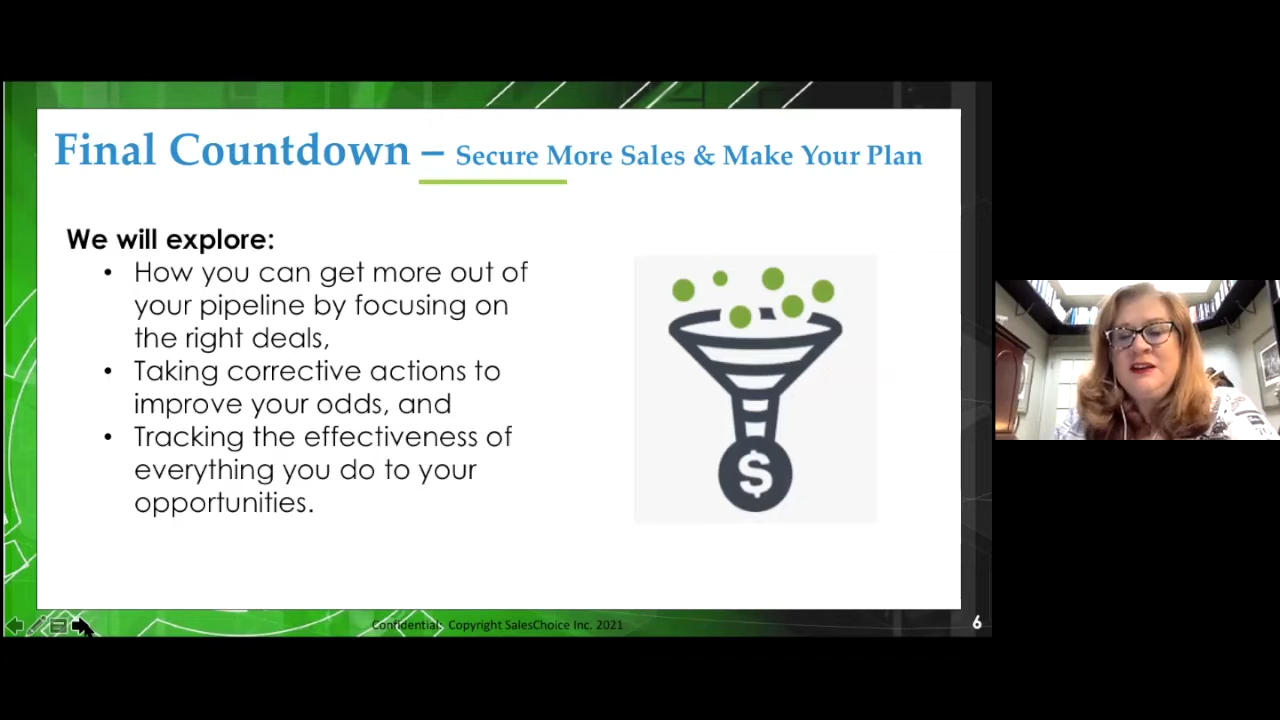 Final Countdown – Secure More Sales & Make Your Plan
We will explore:
• How you can get more out of
your pipeline by focusing on
the right deals,
• Taking corrective actions to
improve your odds, and
• Tracking the effectiveness of
everything you do to your
opportunities.
$
Confidential: Copyright SalesChoice Inc. 2021
6